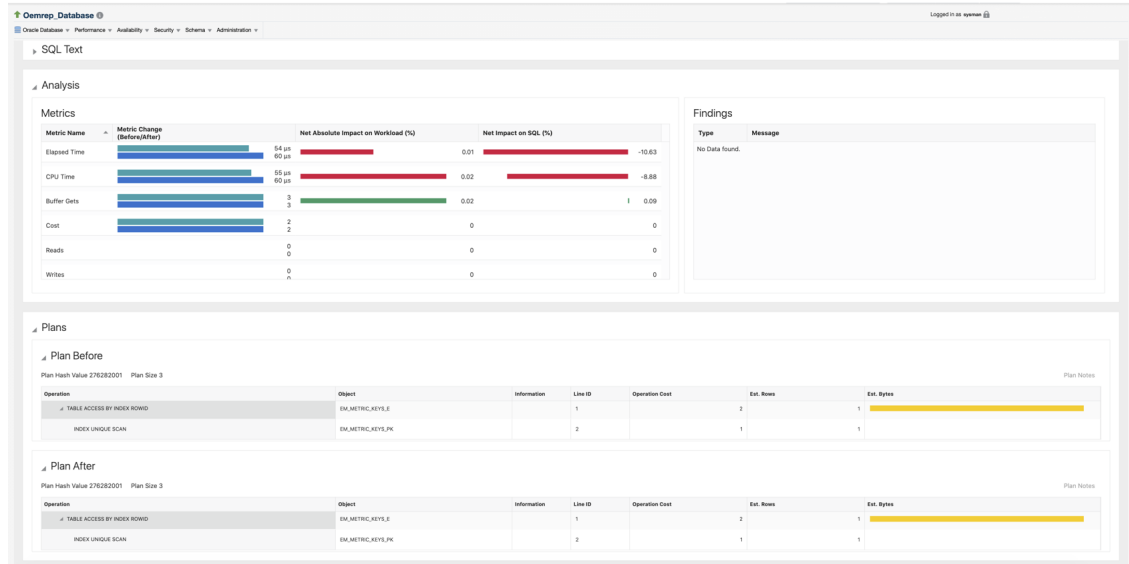 Oemrep_Database
Logged in as sysman
Oracle Database Performance Availability Security Schema Administration
SQL Text
Analysis
Metrics
Metric Name Metric Change (Before/After) Net Absolute Impact on Workload (%) Net Impact on SQL (%)
Elapsed Time 54 µs 60 µs 0.01 -10.63
CPU Time 55 µs 60 µs 0.02 -8.88
Buffer Gets 3 3 0.02 0.09
Cost 2 2 0 0
Reads 0 0 0 0
Writes 0 0 0 0
Findings
Type Message
No Data found.
Plans
Plan Before
Plan Hash Value 276282001 Plan Size 3 Plan Notes
Operation Object Information Line ID Operation Cost Est. Rows Est. Bytes
TABLE ACCESS BY INDEX ROWID EM_METRIC_KEYS_E 1 2 1
INDEX UNIQUE SCAN EM_METRIC_KEYS_PK 2 1 1
Plan After
Plan Hash Value 276282001 Plan Size 3 Plan Notes
Operation Object Information Line ID Operation Cost Est. Rows Est. Bytes
TABLE ACCESS BY INDEX ROWID EM_METRIC_KEYS_E 1 2 1
INDEX UNIQUE SCAN EM_METRIC_KEYS_PK 2 1 1